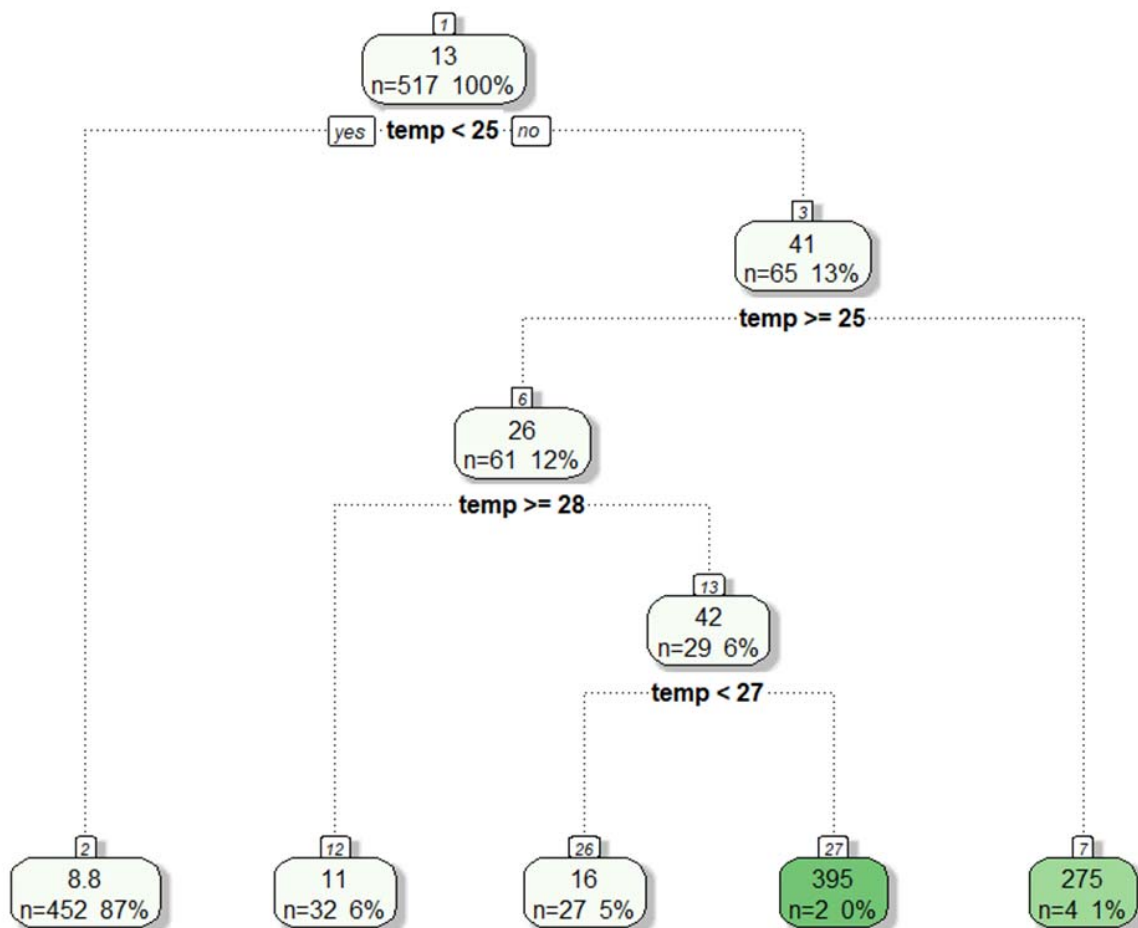 1
13
n=517 100%
yes temp < 25 no
3
41
n=65 13%
temp >= 25
6
26
n=61 12%
temp >= 28
13
42
n=29 6%
temp < 27
2
8.8
n=452 87%
12
11
n=32 6%
26
16
n=27 5%
27
395
n=2 0%
7
275
n=4 1%